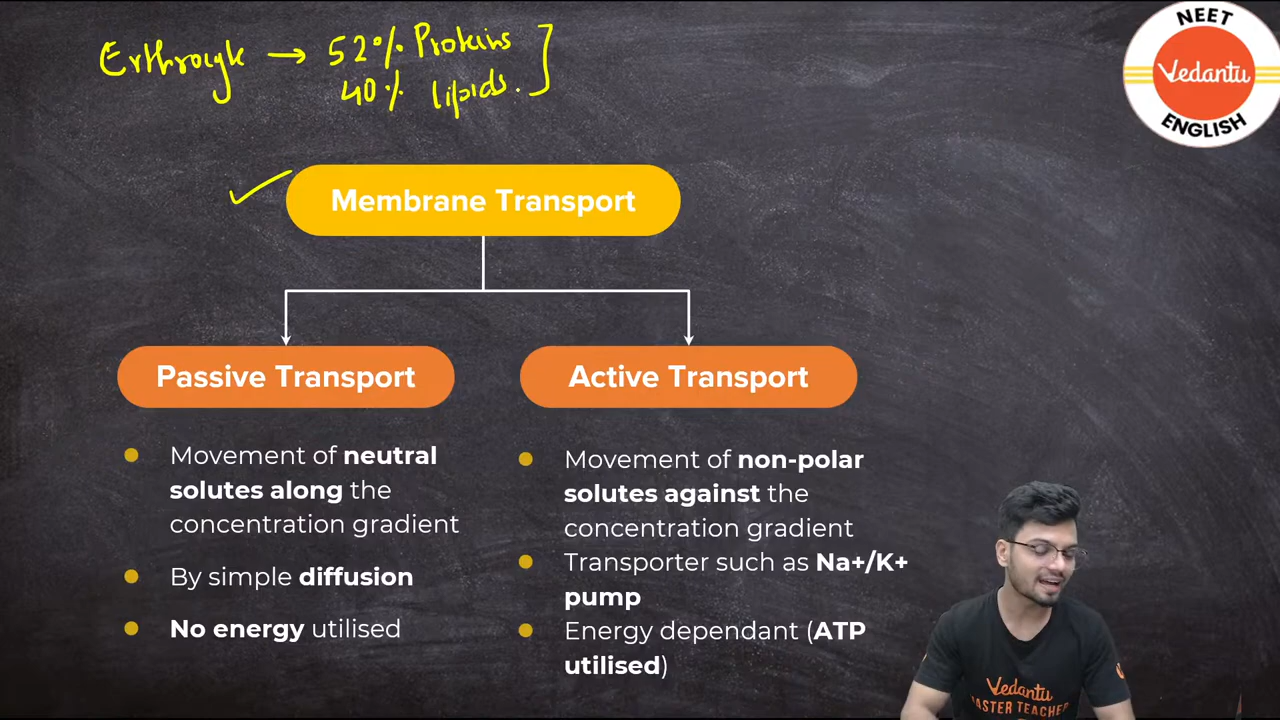 Erthrocyte → 52% Proteins
40% lipids.
NEET
Vedantu
ENGLISH
Membrane Transport
Passive Transport
Active Transport
Movement of neutral
solutes along the
concentration gradient
By simple diffusion
No energy utilised
Movement of non-polar
solutes against the
concentration gradient
Transporter such as Na+/K+
pump
Energy dependant (ATP
utilised)
Vedantu
MASTER TEACHER